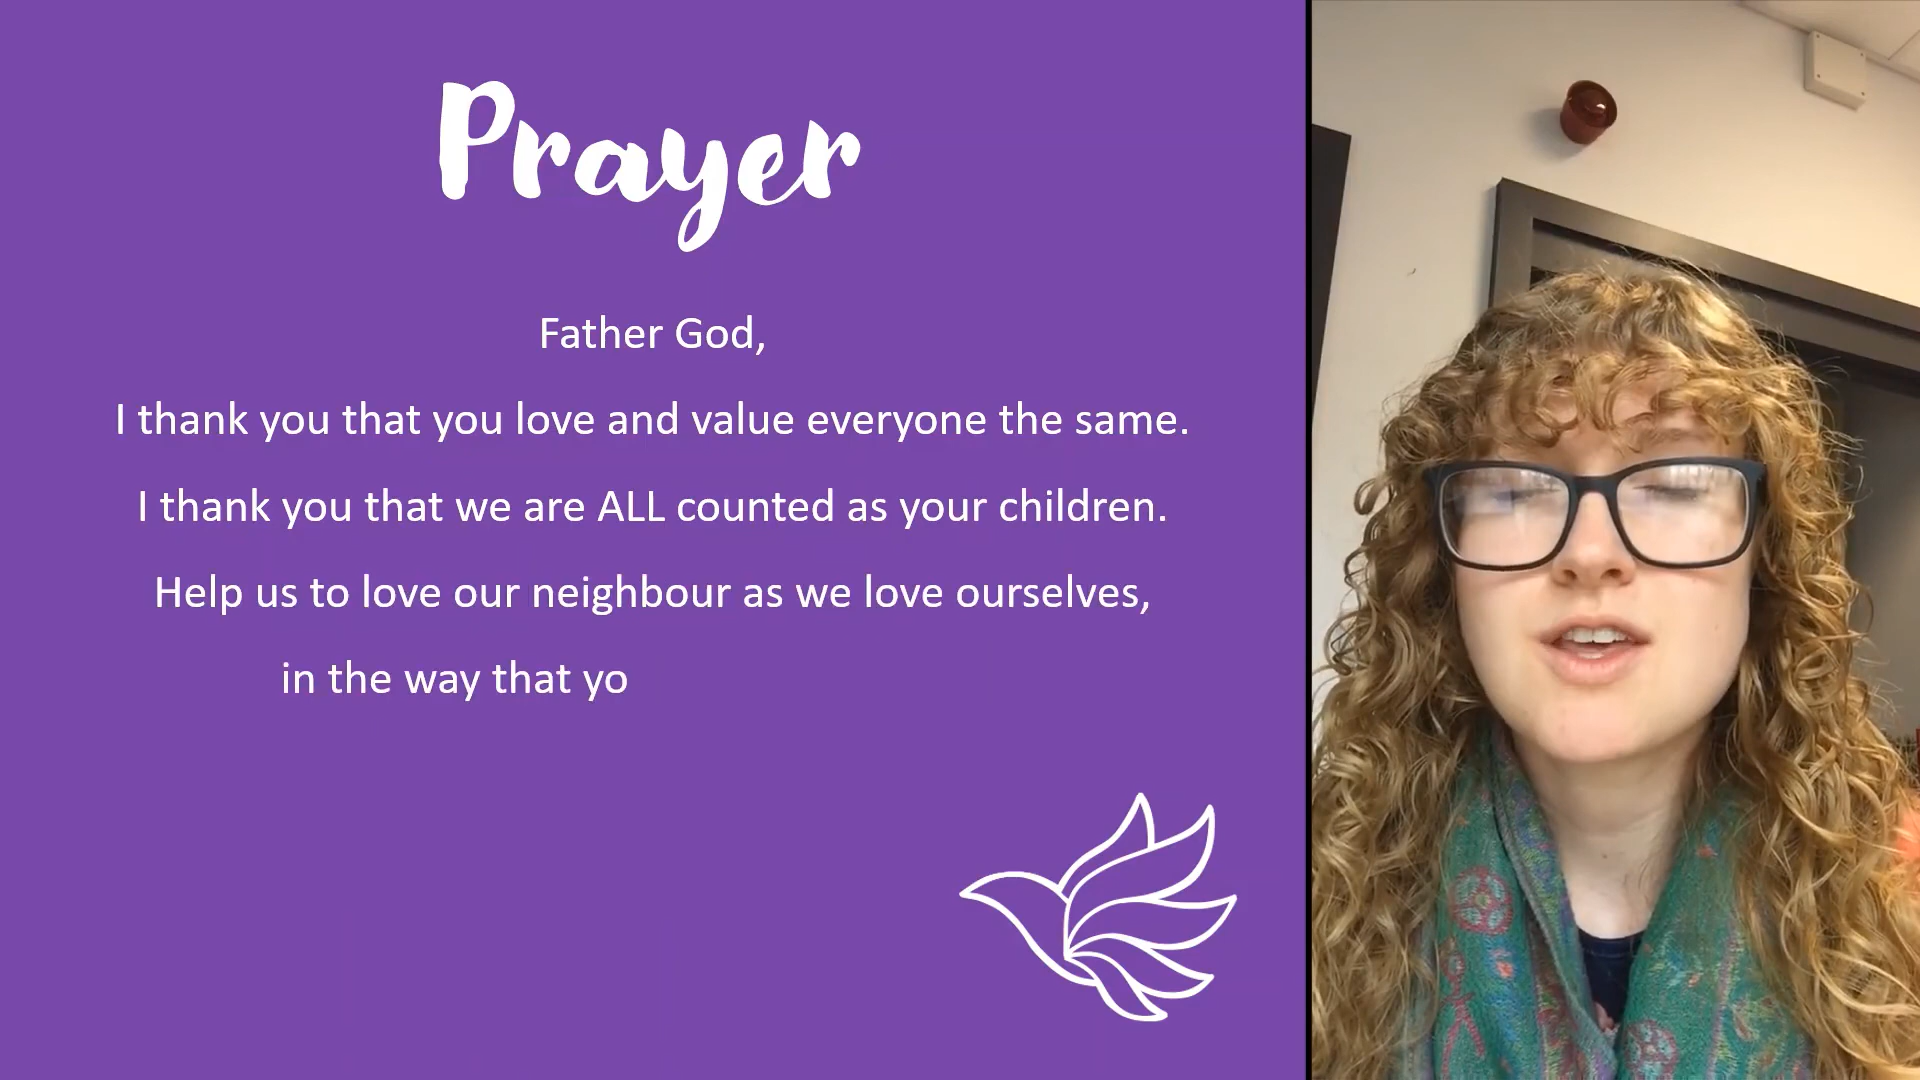 Prayer
Father God,
I thank you that you love and value everyone the same.
I thank you that we are ALL counted as your children.
Help us to love our neighbour as we love ourselves,
in the way that yo